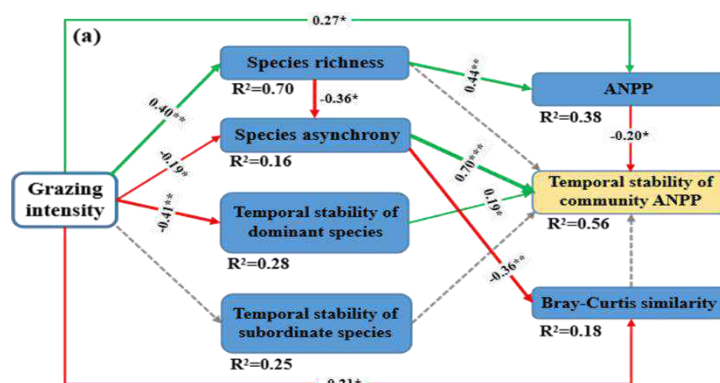 0.27*
(a)
Species richness
R²=0.70
0.40**
0.44**
ANPP
R²=0.38
-0.36*
-0.20*
Species asynchrony
R²=0.16
-0.19*
0.70***
Grazing
intensity
-0.41**
Temporal stability of
dominant species
R²=0.28
0.19*
Temporal stability of
community ANPP
R²=0.56
-0.36**
Temporal stability of
subordinate species
R²=0.25
Bray-Curtis similarity
R²=0.18